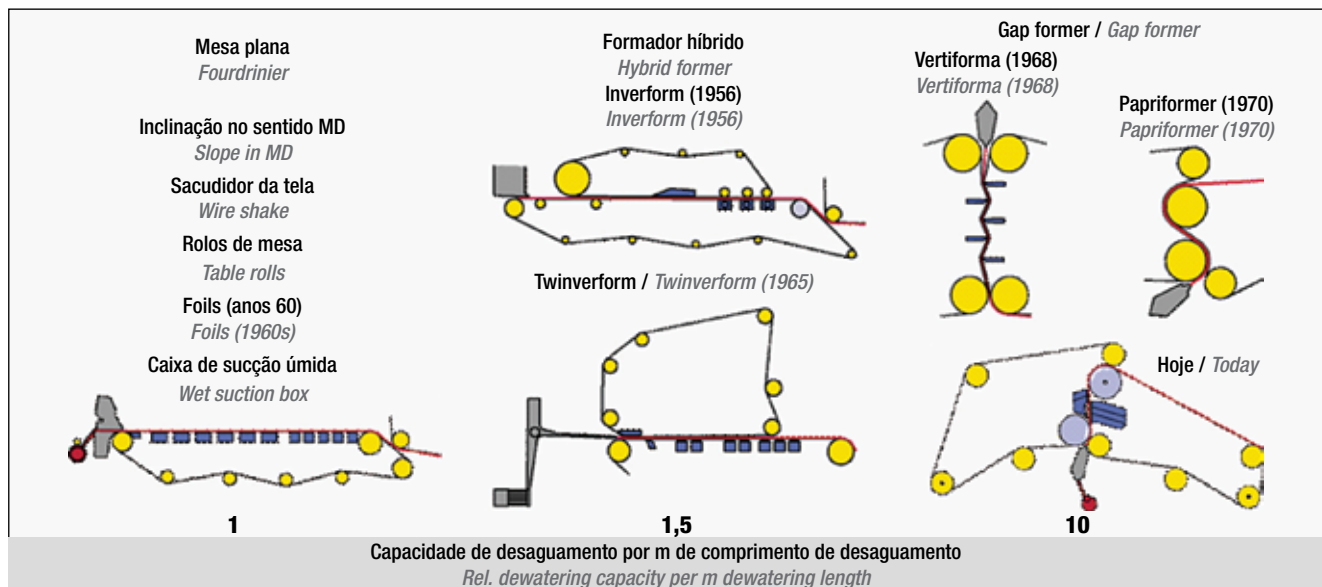 Mesa plana
Fourdrinier
Inclinação no sentido MD
Slope in MD
Sacudidor da tela
Wire shake
Rolos de mesa
Table rolls
Foils (anos 60)
Foils (1960s)
Caixa de sucção úmida
Wet suction box
1
Formador híbrido
Hybrid former
Inverform (1956)
Inverform (1956)
Twinverform / Twinverform (1965)
1,5
Gap former / Gap former
Vertiforma (1968)
Vertiforma (1968)
Papriformer (1970)
Papriformer (1970)
Hoje / Today
10
Capacidade de desaguamento por m de comprimento de desaguamento
Rel. dewatering capacity per m dewatering length